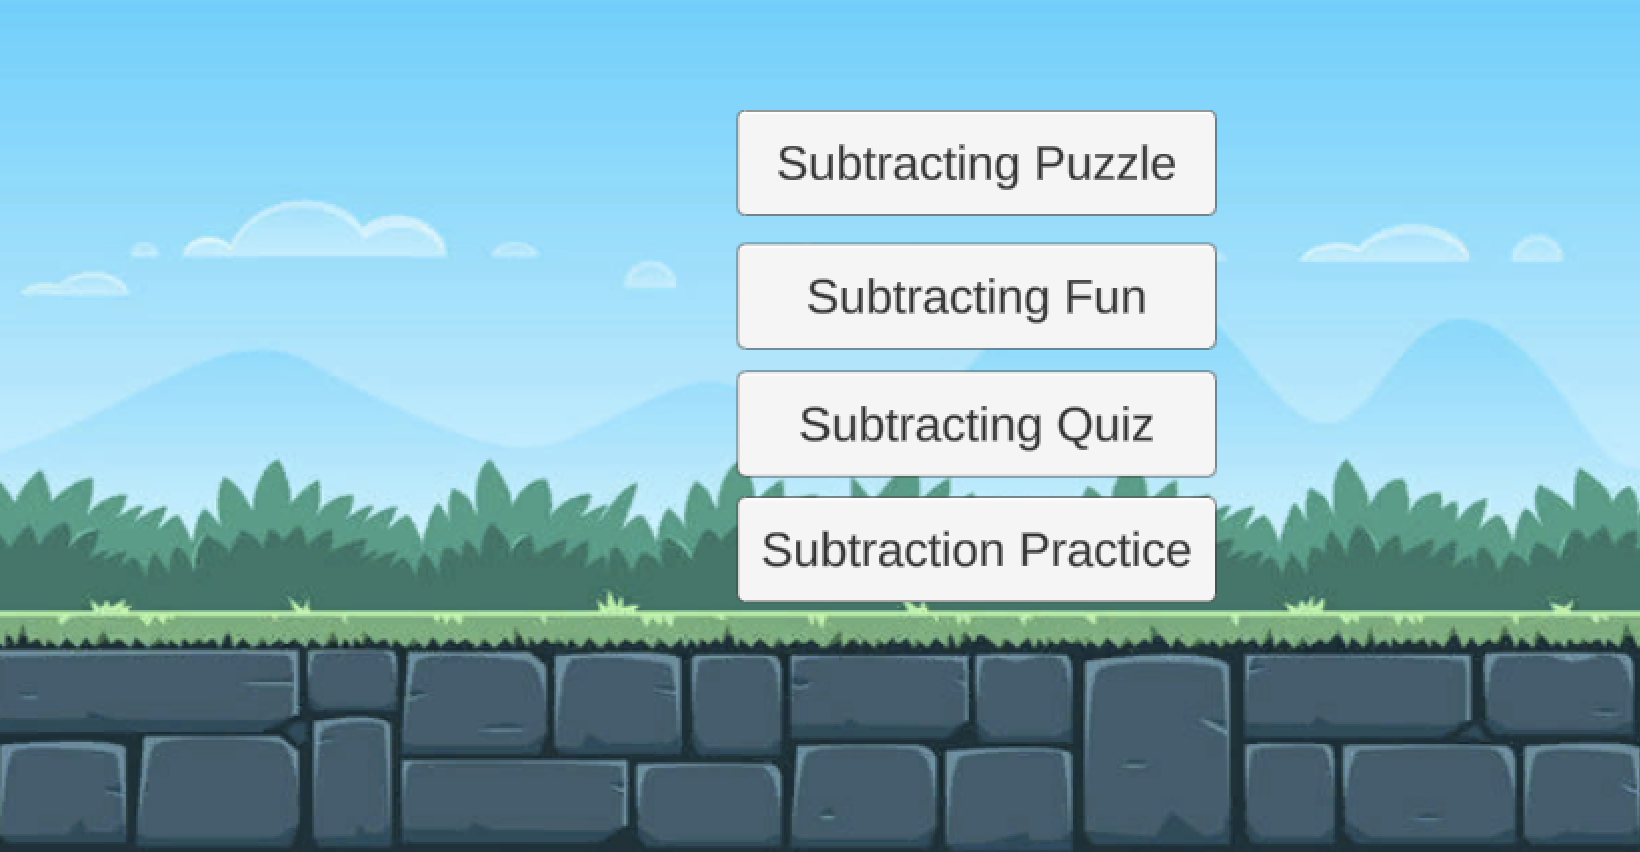 Subtracting Puzzle
Subtracting Fun
Subtracting Quiz
Subtraction Practice